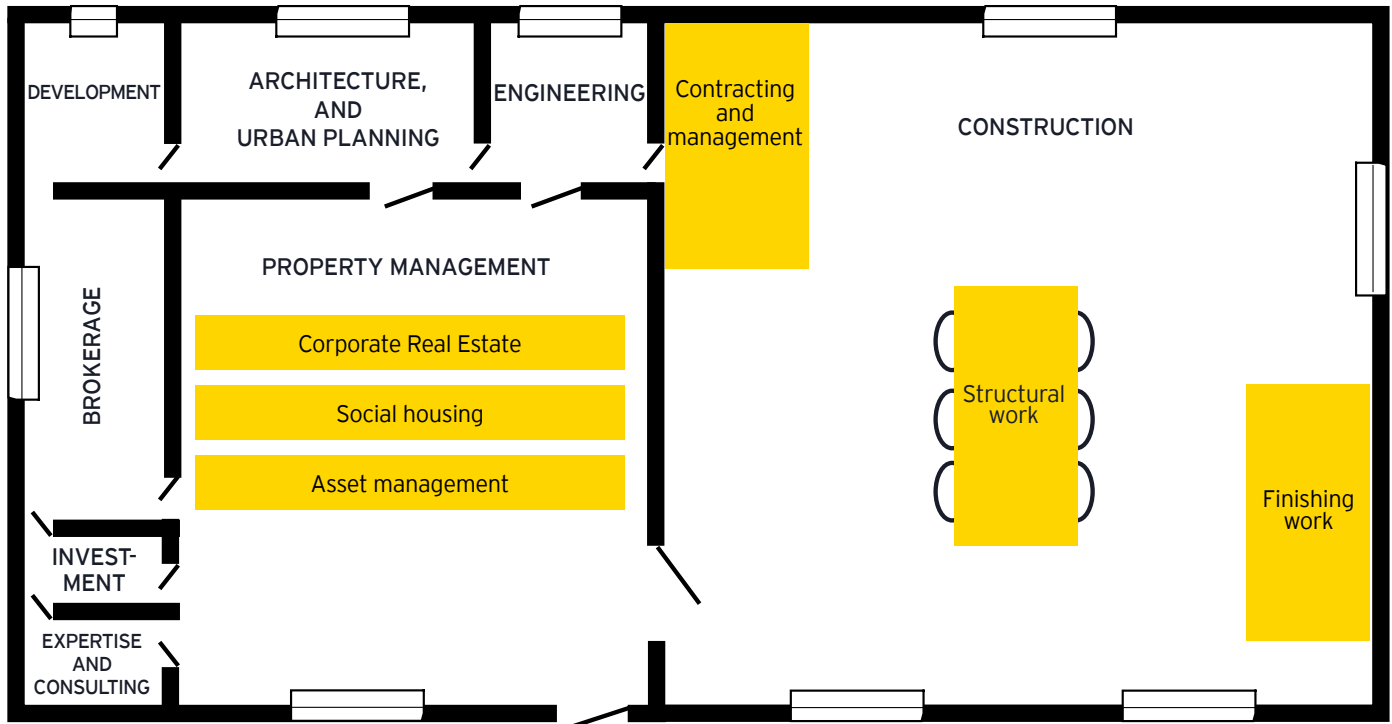 DEVELOPMENT
ARCHITECTURE,
AND
URBAN PLANNING
ENGINEERING
Contracting
and
management
CONSTRUCTION
PROPERTY MANAGEMENT
Corporate Real Estate
Social housing
Asset management
BROKERAGE
Structural
work
Finishing
work
INVEST-
MENT
EXPERTISE
AND
CONSULTING